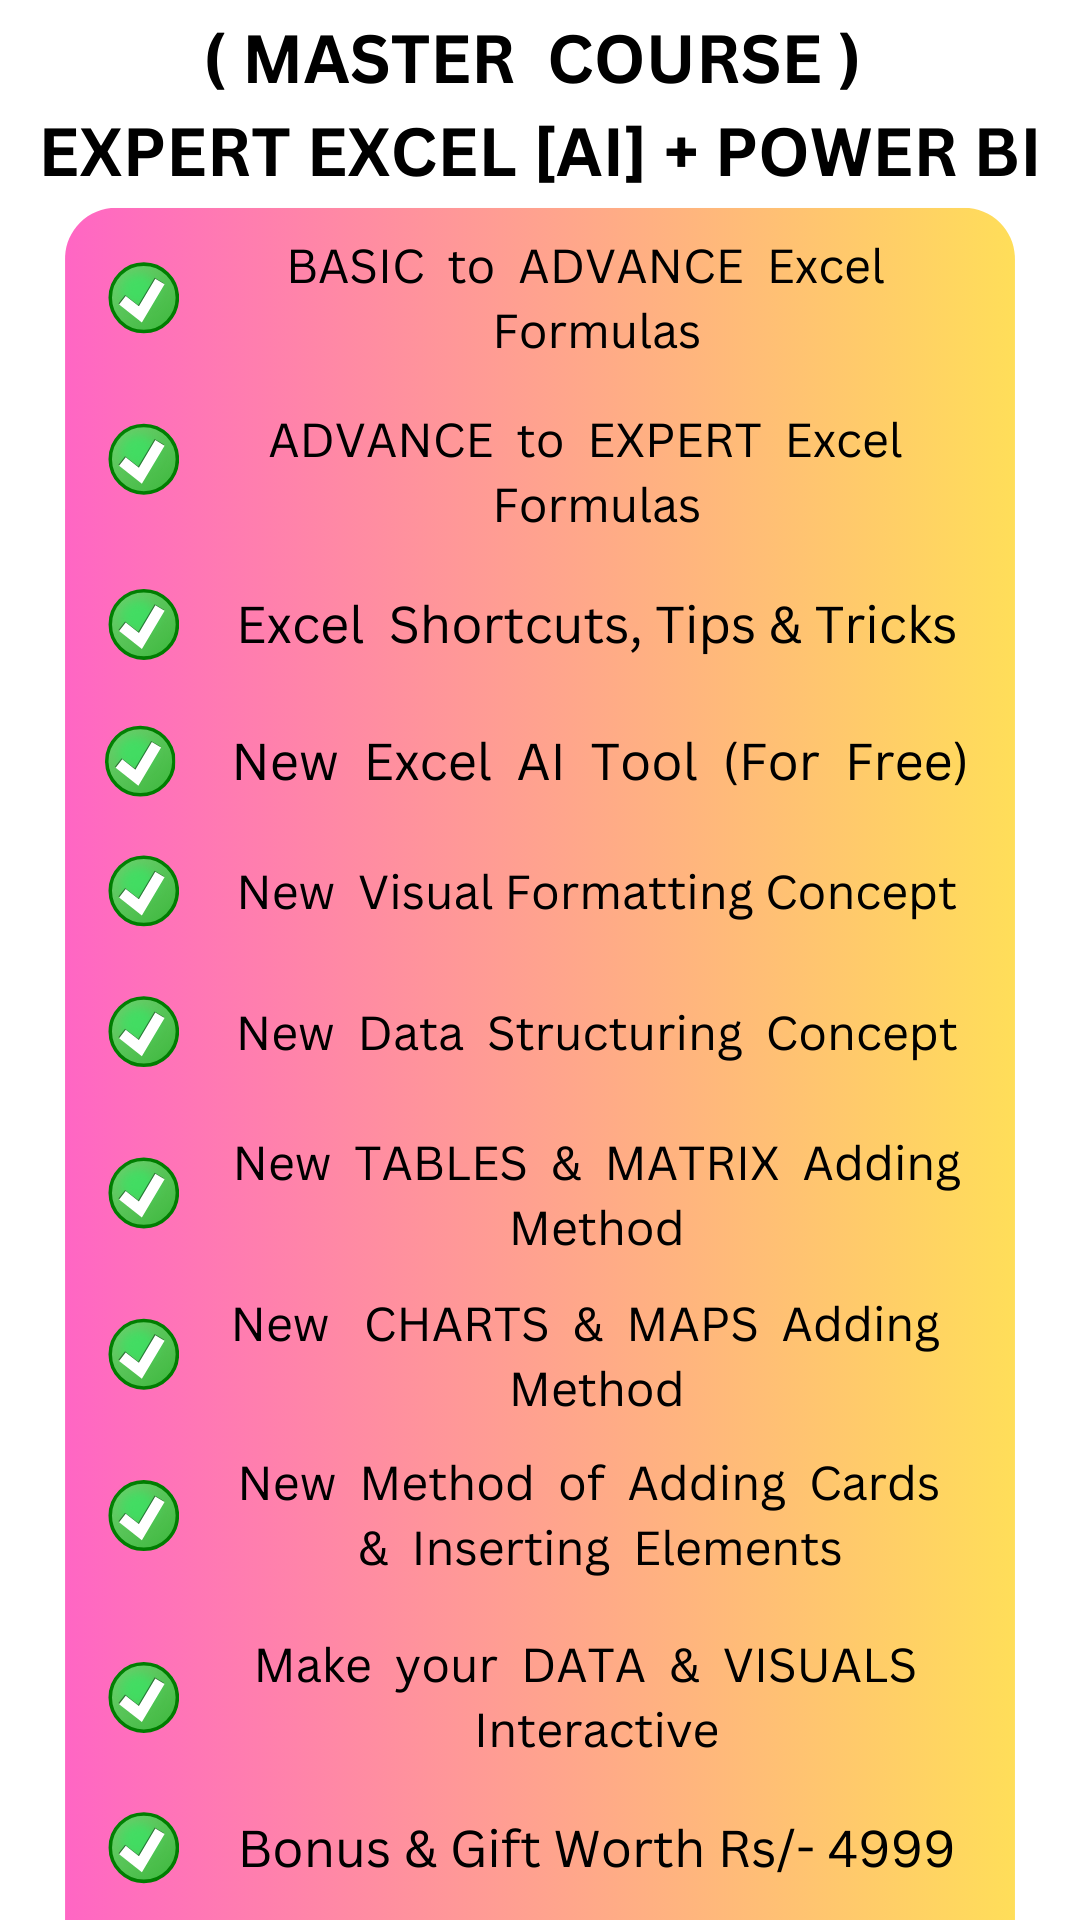 ( MASTER COURSE )
EXPERT EXCEL [AI] + POWER BI
BASIC to ADVANCE Excel
Formulas
ADVANCE to EXPERT Excel
Formulas
Excel Shortcuts, Tips & Tricks
New Excel AI Tool (For Free)
New Visual Formatting Concept
New Data Structuring Concept
New TABLES & MATRIX Adding
Method
New CHARTS & MAPS Adding
Method
New Method of Adding Cards
& Inserting Elements
Make your DATA & VISUALS
Interactive
Bonus & Gift Worth Rs/- 4999